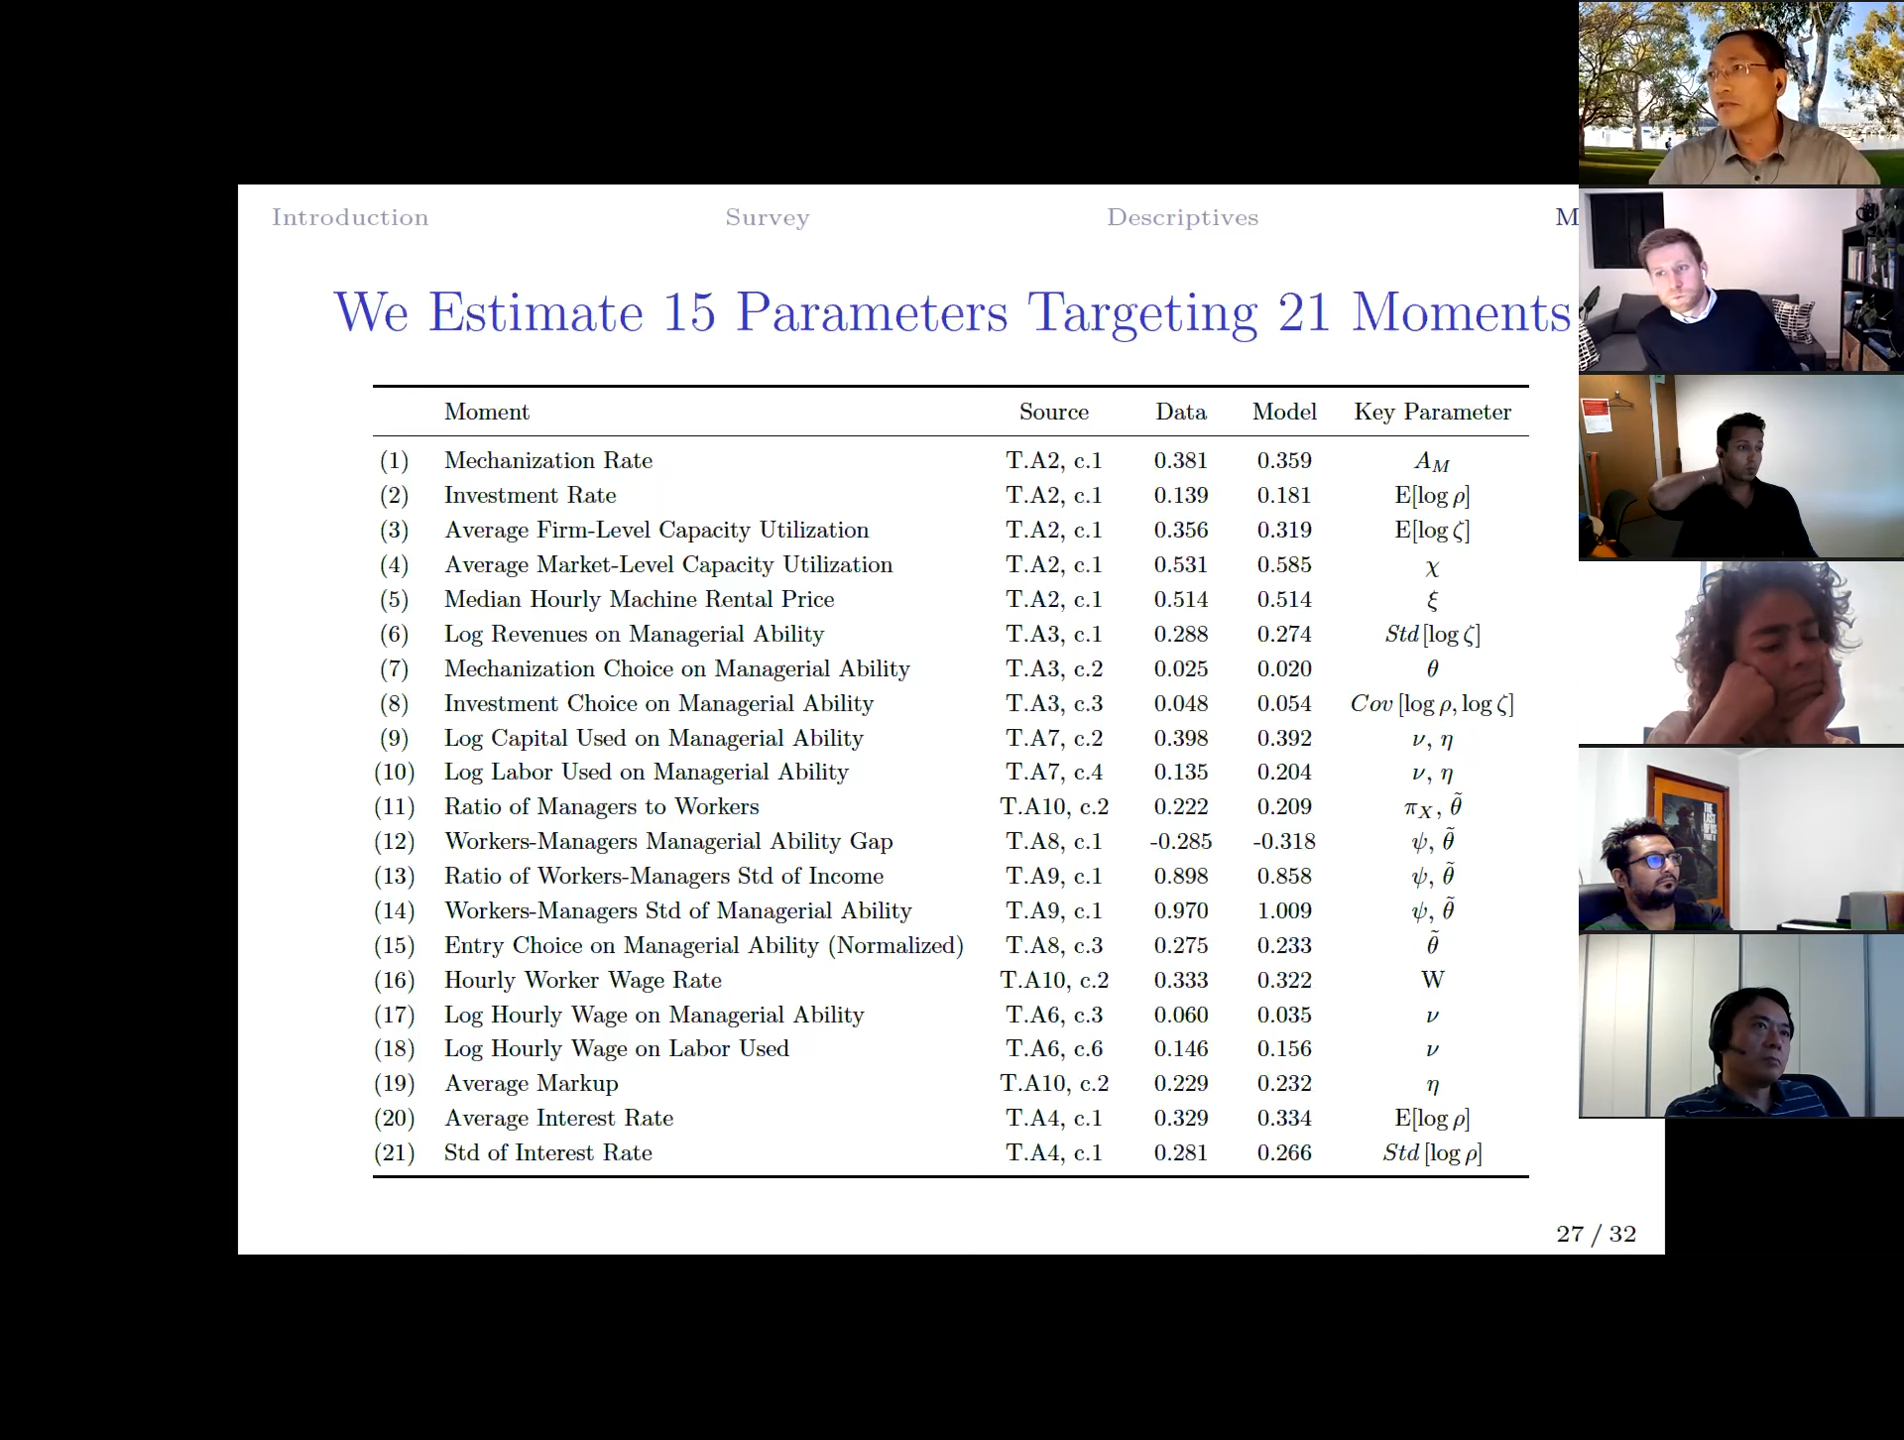 Introduction Survey Descriptives M
We Estimate 15 Parameters Targeting 21 Moments
Moment Source Data Model Key Parameter
(1) Mechanization Rate T.A2, c.1 0.381 0.359 A_M
(2) Investment Rate T.A2, c.1 0.139 0.181 E[log ρ]
(3) Average Firm-Level Capacity Utilization T.A2, c.1 0.356 0.319 E[log ζ]
(4) Average Market-Level Capacity Utilization T.A2, c.1 0.531 0.585 χ
(5) Median Hourly Machine Rental Price T.A2, c.1 0.514 0.514 ξ
(6) Log Revenues on Managerial Ability T.A3, c.1 0.288 0.274 Std [log ζ]
(7) Mechanization Choice on Managerial Ability T.A3, c.2 0.025 0.020 θ
(8) Investment Choice on Managerial Ability T.A3, c.3 0.048 0.054 Cov [log ρ, log ζ]
(9) Log Capital Used on Managerial Ability T.A7, c.2 0.398 0.392 ν, η
(10) Log Labor Used on Managerial Ability T.A7, c.4 0.135 0.204 ν, η
(11) Ratio of Managers to Workers T.A10, c.2 0.222 0.209 π_X, θ̃
(12) Workers-Managers Managerial Ability Gap T.A8, c.1 -0.285 -0.318 ψ, θ̃
(13) Ratio of Workers-Managers Std of Income T.A9, c.1 0.898 0.858 ψ, θ̃
(14) Workers-Managers Std of Managerial Ability T.A9, c.1 0.970 1.009 ψ, θ̃
(15) Entry Choice on Managerial Ability (Normalized) T.A8, c.3 0.275 0.233 θ̃
(16) Hourly Worker Wage Rate T.A10, c.2 0.333 0.322 W
(17) Log Hourly Wage on Managerial Ability T.A6, c.3 0.060 0.035 ν
(18) Log Hourly Wage on Labor Used T.A6, c.6 0.146 0.156 ν
(19) Average Markup T.A10, c.2 0.229 0.232 η
(20) Average Interest Rate T.A4, c.1 0.329 0.334 E[log ρ]
(21) Std of Interest Rate T.A4, c.1 0.281 0.266 Std [log ρ]
27 / 32
THE
LAST
OF US